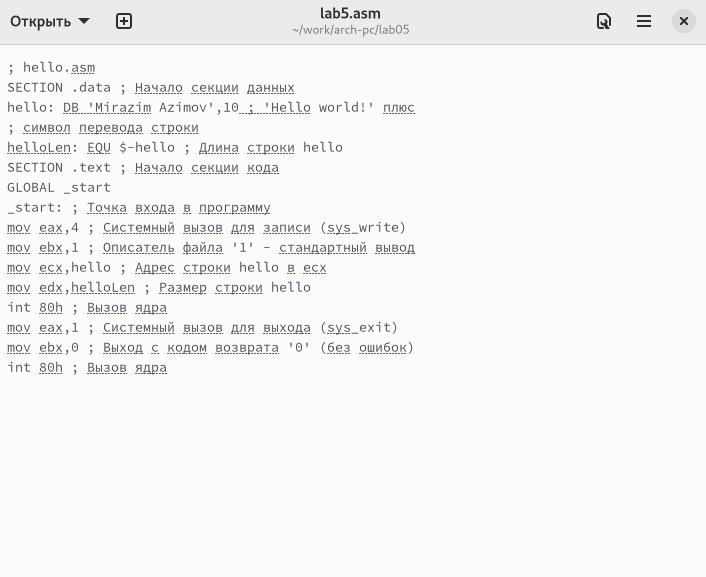 Открыть
lab5.asm
~/work/arch-pc/lab05
; hello.asm
SECTION .data ; Начало секции данных
hello: DB 'Mirazim Azimov',10 ; 'Hello world!' плюс
; символ перевода строки
helloLen: EQU $-hello ; Длина строки hello
SECTION .text ; Начало секции кода
GLOBAL _start
_start: ; Точка входа в программу
mov eax,4 ; Системный вызов для записи (sys_write)
mov ebx,1 ; Описатель файла '1' - стандартный вывод
mov ecx,hello ; Адрес строки hello в ecx
mov edx,helloLen ; Размер строки hello
int 80h ; Вызов ядра
mov eax,1 ; Системный вызов для выхода (sys_exit)
mov ebx,0 ; Выход с кодом возврата '0' (без ошибок)
int 80h ; Вызов ядра